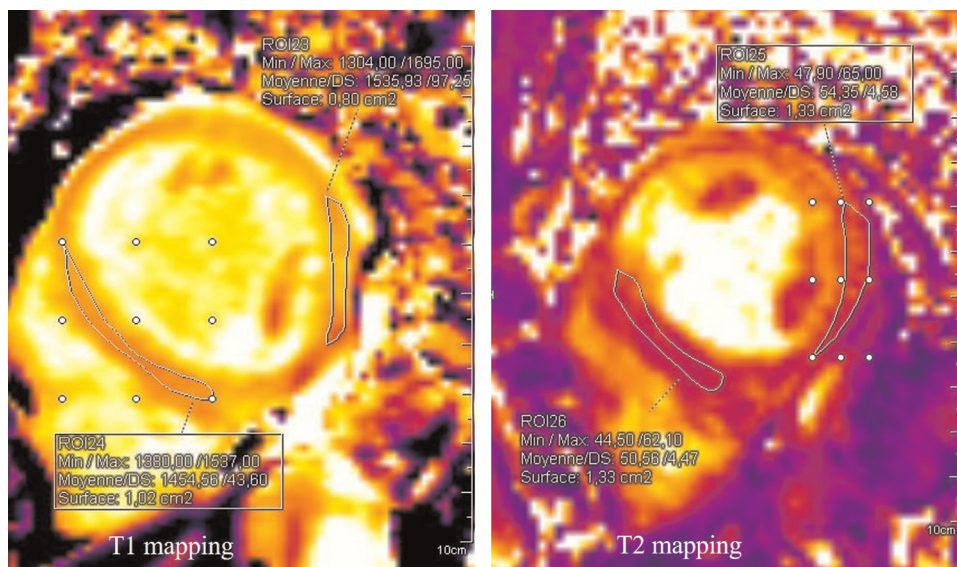 ROI23
Min / Max: 1304,00 /1695,00
Moyenne/DS: 1535,93 /97,25
Surface: 0,80 cm2
ROI24
Min / Max: 1380,00 /1537,00
Moyenne/DS: 1454,56 /43,60
Surface: 1,02 cm2
T1 mapping
10cm
ROI25
Min / Max: 47,90 /65,00
Moyenne/DS: 54,35 /4,58
Surface: 1,33 cm2
ROI26
Min / Max: 44,50 /62,10
Moyenne/DS: 50,56 /4,47
Surface: 1,33 cm2
T2 mapping
10cm